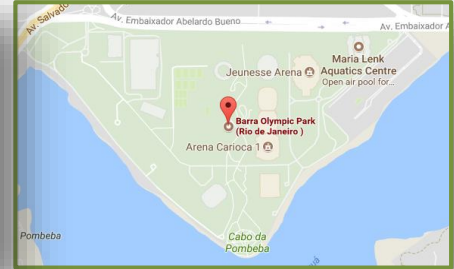 Av. Salvado
Av. Embaixador Abelardo Bueno
Av. Embaixador A
Maria Lenk
Aquatics Centre
Open air pool for...
Jeunesse Arena
Barra Olympic Park
(Rio de Janeiro )
Arena Carioca 1
Pombeba
Cabo da
Pombeba